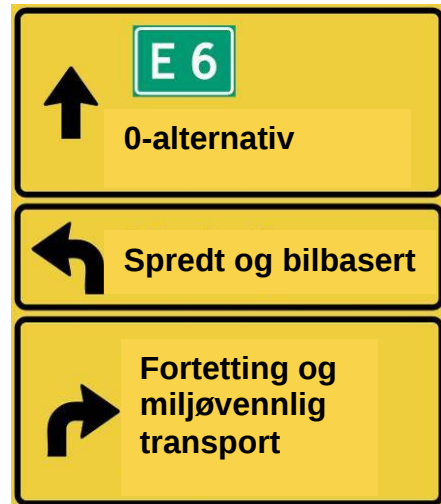 E 6
0-alternativ
Spredt og bilbasert
Fortetting og
miljøvennlig
transport